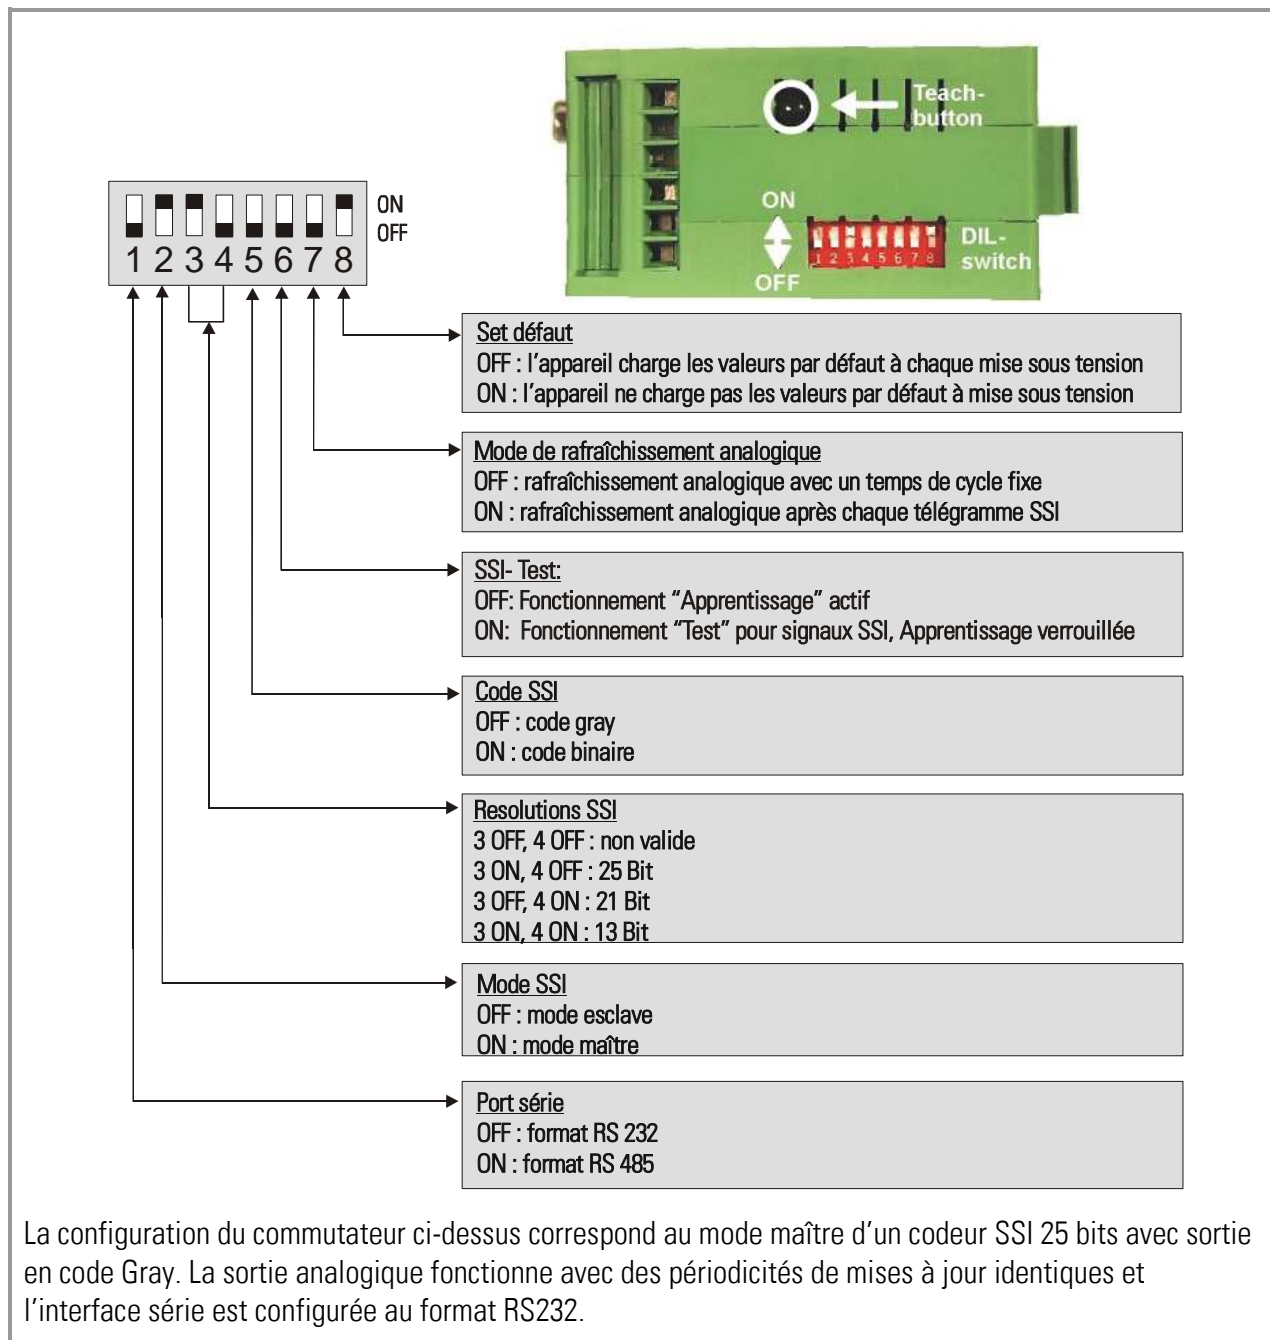 Teach-
button
ON
OFF
DIL-
switch
1 2 3 4 5 6 7 8
ON
OFF
1 2 3 4 5 6 7 8
Set défaut
OFF : l'appareil charge les valeurs par défaut à chaque mise sous tension
ON : l'appareil ne charge pas les valeurs par défaut à mise sous tension
Mode de rafraîchissement analogique
OFF : rafraîchissement analogique avec un temps de cycle fixe
ON : rafraîchissement analogique après chaque télégramme SSI
SSI- Test:
OFF: Fonctionnement “Apprentissage” actif
ON: Fonctionnement “Test” pour signaux SSI, Apprentissage verrouillée
Code SSI
OFF : code gray
ON : code binaire
Resolutions SSI
3 OFF, 4 OFF : non valide
3 ON, 4 OFF : 25 Bit
3 OFF, 4 ON : 21 Bit
3 ON, 4 ON : 13 Bit
Mode SSI
OFF : mode esclave
ON : mode maître
Port série
OFF : format RS 232
ON : format RS 485
La configuration du commutateur ci-dessus correspond au mode maître d'un codeur SSI 25 bits avec sortie
en code Gray. La sortie analogique fonctionne avec des périodicités de mises à jour identiques et
l'interface série est configurée au format RS232.